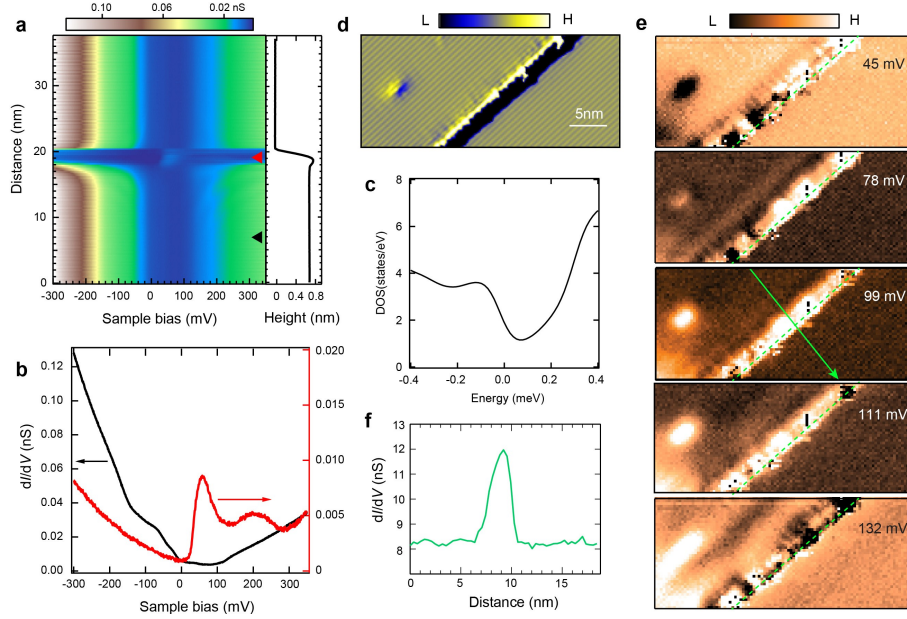 a
0.10
0.06
0.02 nS
30
20
10
0
Distance (nm)
-300
-200
-100
0
100
200
300
Sample bias (mV)
0
0.4
0.8
Height (nm)
b
0.12
0.10
0.08
0.06
0.04
0.02
0.00
dI/dV (nS)
0.020
0.015
0.010
0.005
0
-300
-200
-100
0
100
200
300
Sample bias (mV)
d
L
H
5nm
c
8
6
4
2
0
DOS(states/eV)
-0.4
-0.2
0.0
0.2
0.4
Energy (meV)
f
13
12
11
10
9
8
dI/dV (nS)
0
5
10
15
Distance (nm)
e
L
H
45 mV
78 mV
99 mV
111 mV
132 mV